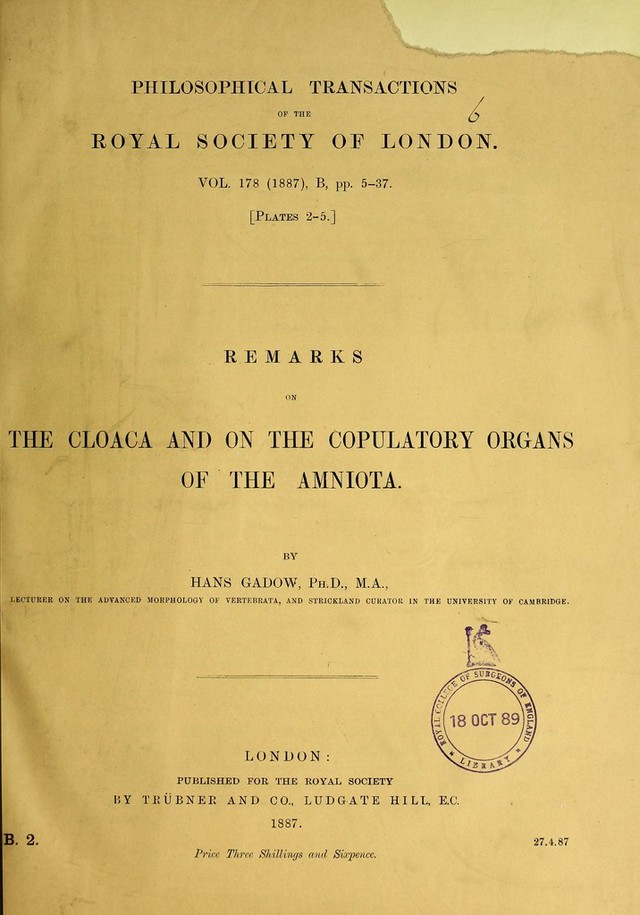 PHILOSOPHICAL TRANSACTIONS
OF THE
6
ROYAL SOCIETY OF LONDON.
VOL. 178 (1887), B, pp. 5–37.
[PLATES 2–5.]
REMARKS
ON
THE CLOACA AND ON THE COPULATORY ORGANS
OF THE AMNIOTA.
BY
HANS GADOW, PH.D., M.A.,
LECTURER ON THE ADVANCED MORPHOLOGY OF VERTEBRATA, AND STRICKLAND CURATOR IN THE UNIVERSITY OF CAMBRIDGE.
ROYAL COLLEGE OF SURGEONS OF ENGLAND
18 OCT 89
LIBRARY
LONDON:
PUBLISHED FOR THE ROYAL SOCIETY
BY TRÜBNER AND CO., LUDGATE HILL, E.C.
1887.
B. 2.
27.4.87
Price Three Shillings and Sixpence.